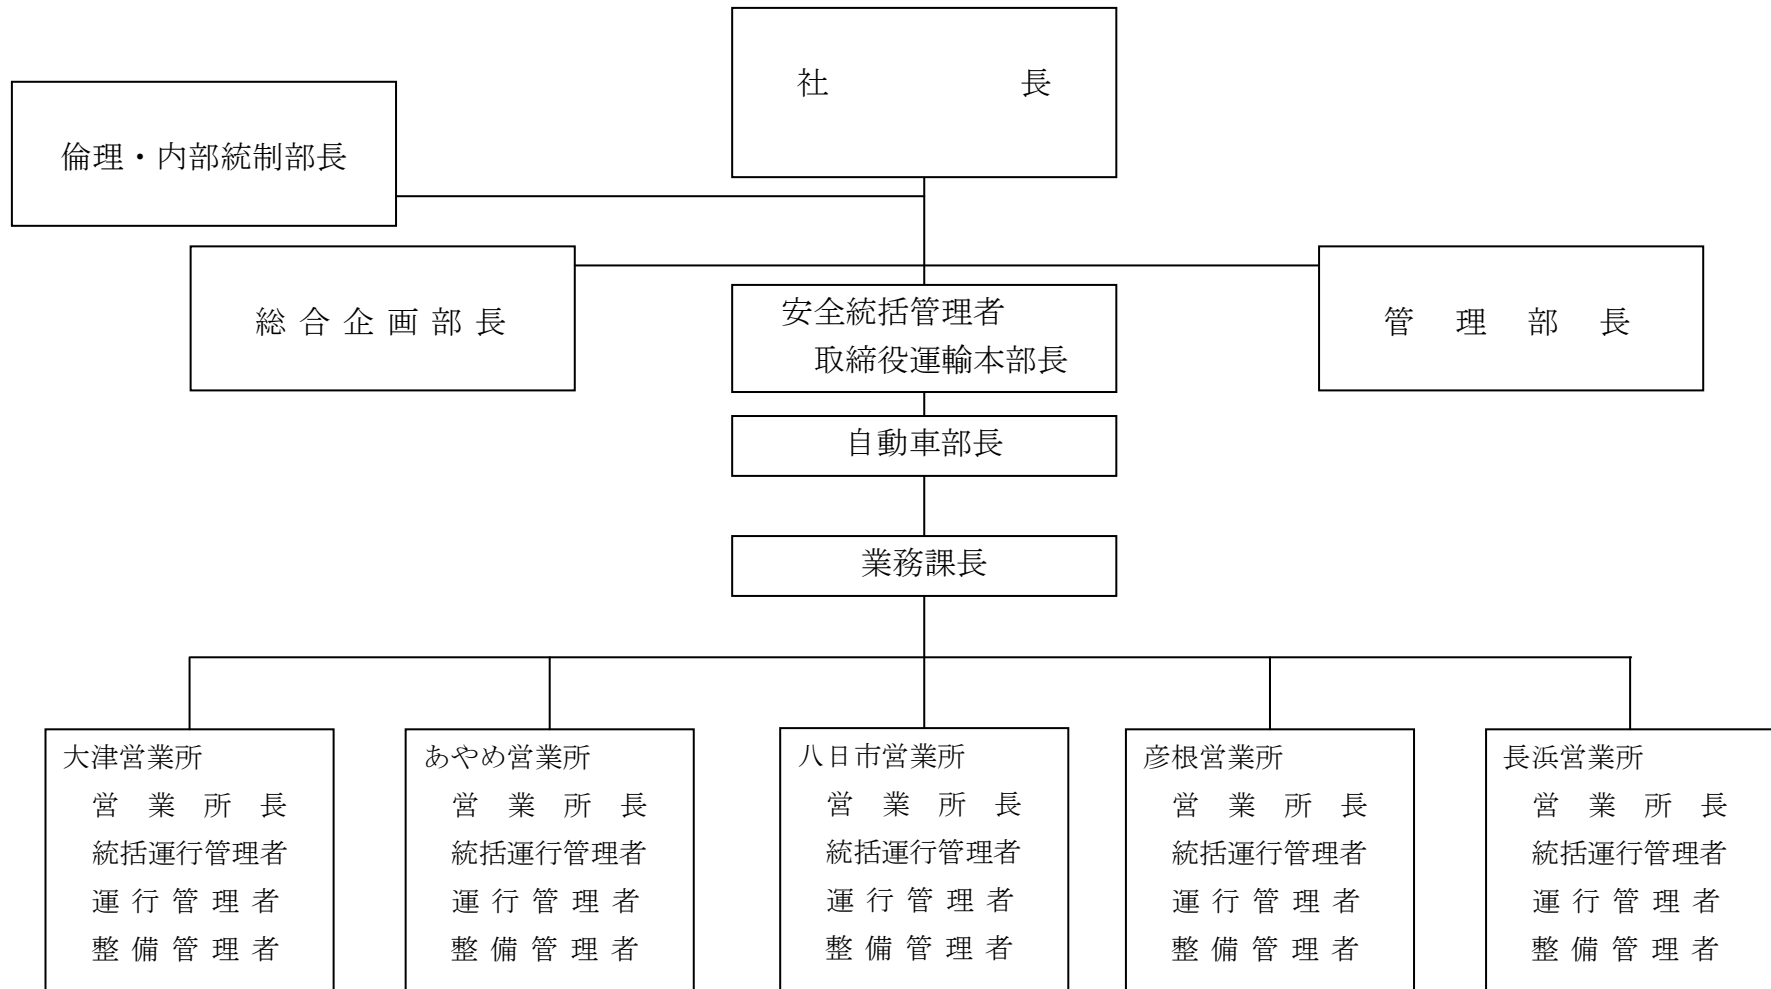 社長
倫理・内部統制部長
総合企画部長
安全統括管理者
取締役運輸本部長
管理部長
自動車部長
業務課長
大津営業所
営業所長
統括運行管理者
運行管理者
整備管理者
あやめ営業所
営業所長
統括運行管理者
運行管理者
整備管理者
八日市営業所
営業所長
統括運行管理者
運行管理者
整備管理者
彦根営業所
営業所長
統括運行管理者
運行管理者
整備管理者
長浜営業所
営業所長
統括運行管理者
運行管理者
整備管理者